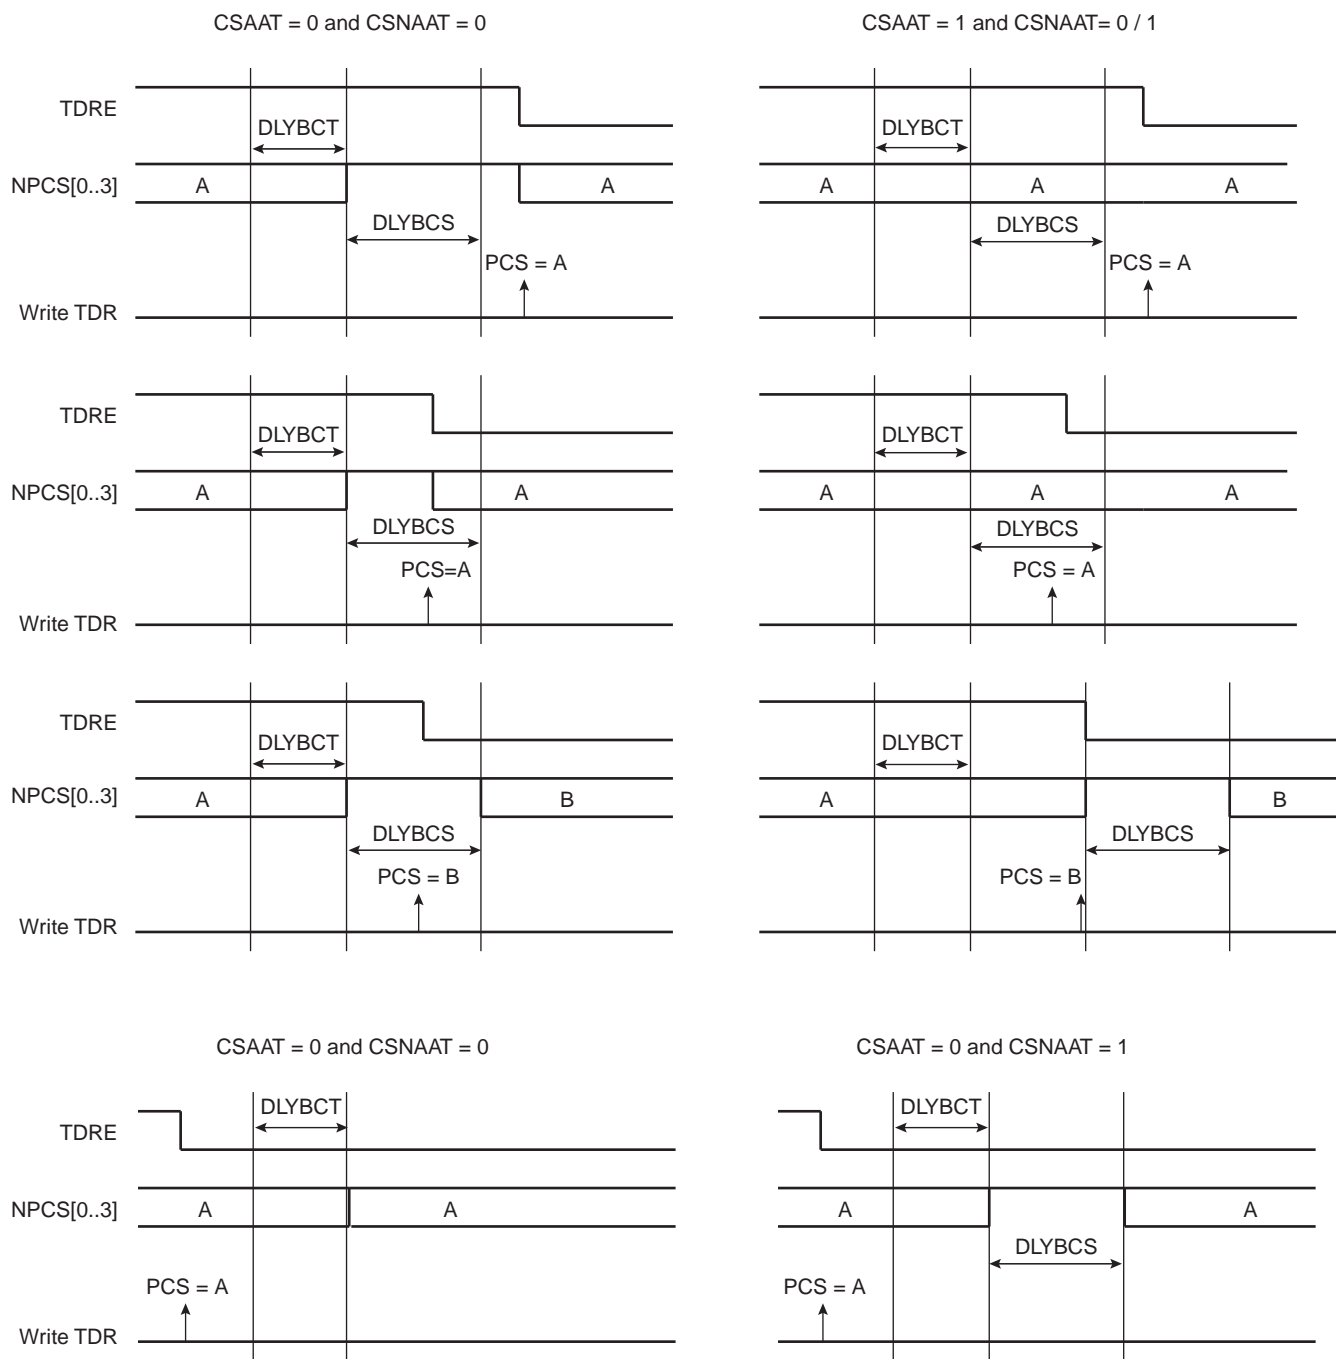 CSAAT = 0 and CSNAAT = 0
CSAAT = 1 and CSNAAT= 0 / 1
TDRE
DLYBCT
DLYBCT
NPCS[0..3]
A
A
A
A
A
DLYBCS
DLYBCS
PCS = A
PCS = A
Write TDR
TDRE
DLYBCT
DLYBCT
NPCS[0..3]
A
A
A
A
A
DLYBCS
DLYBCS
PCS=A
PCS = A
Write TDR
TDRE
DLYBCT
DLYBCT
NPCS[0..3]
A
B
A
B
DLYBCS
DLYBCS
PCS = B
PCS = B
Write TDR
CSAAT = 0 and CSNAAT = 0
CSAAT = 0 and CSNAAT = 1
DLYBCT
DLYBCT
TDRE
NPCS[0..3]
A
A
A
A
DLYBCS
PCS = A
PCS = A
Write TDR